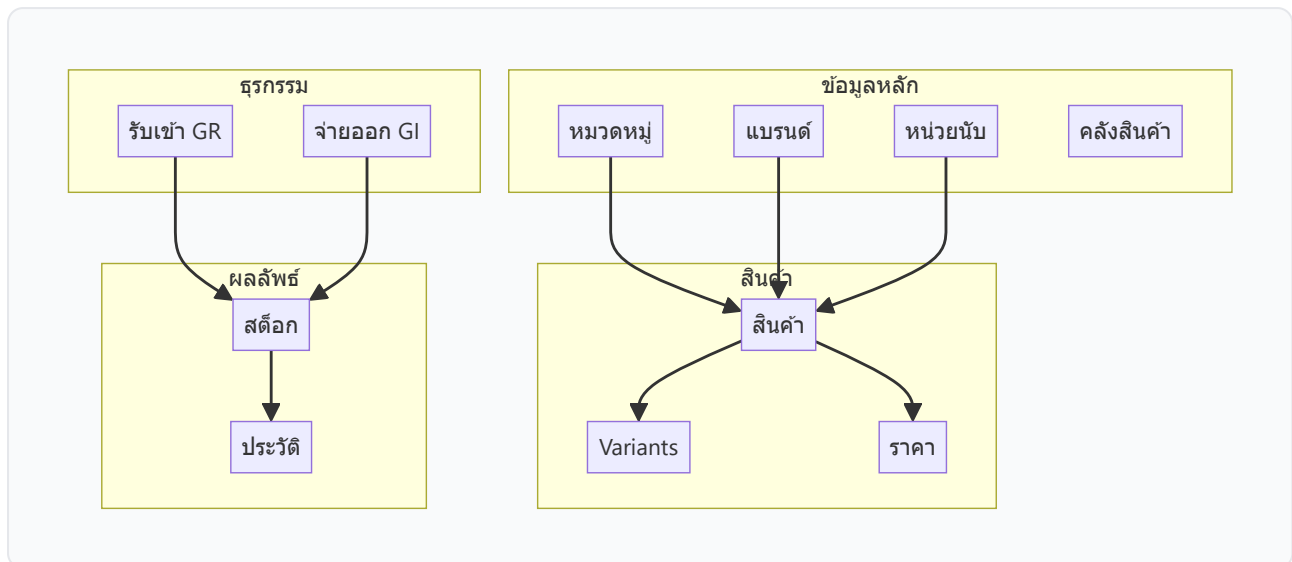 ธุรกรรม
รับเข้า GR
จ่ายออก GI
ข้อมูลหลัก
หมวดหมู่
แบรนด์
หน่วยนับ
คลังสินค้า
ผลลัพธ์
สต็อก
ประวัติ
สินค้า
สินค้า
Variants
ราคา